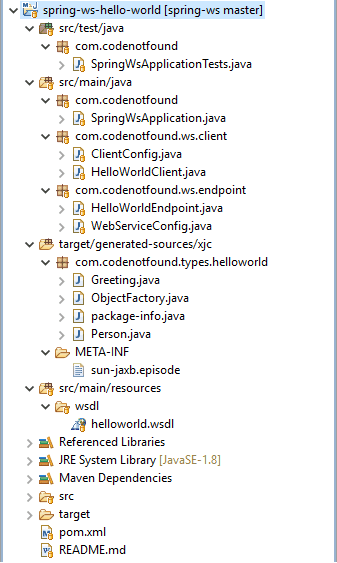 spring-ws-hello-world [spring-ws master]
src/test/java
com.codenotfound
SpringWsApplicationTests.java
src/main/java
com.codenotfound
SpringWsApplication.java
com.codenotfound.ws.client
ClientConfig.java
HelloWorldClient.java
com.codenotfound.ws.endpoint
HelloWorldEndpoint.java
WebServiceConfig.java
target/generated-sources/xjc
com.codenotfound.types.helloworld
Greeting.java
ObjectFactory.java
package-info.java
Person.java
META-INF
sun-jaxb.episode
src/main/resources
wsdl
helloworld.wsdl
Referenced Libraries
JRE System Library [JavaSE-1.8]
Maven Dependencies
src
target
pom.xml
README.md